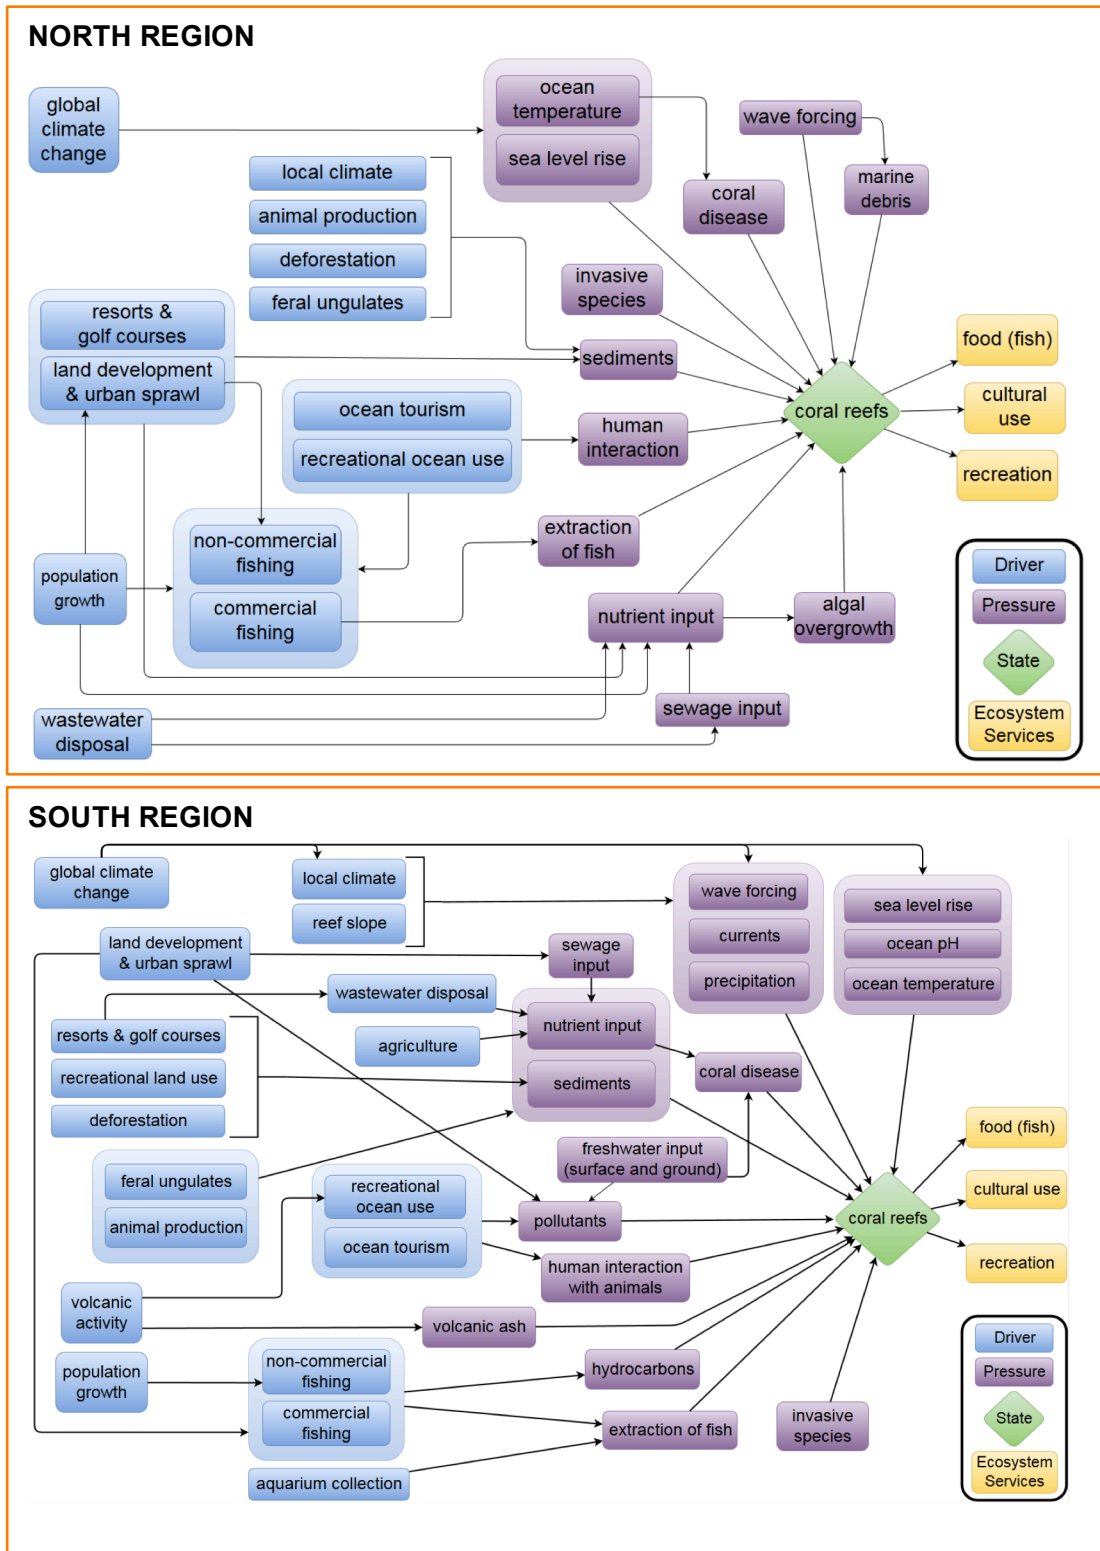 NORTH REGION
global
climate
change
ocean
temperature
sea level rise
wave forcing
marine
debris
coral
disease
local climate
animal production
deforestation
feral ungulates
invasive
species
resorts &
golf courses
land development
& urban sprawl
sediments
ocean tourism
recreational ocean use
human
interaction
coral reefs
food (fish)
cultural
use
recreation
non-commercial
fishing
commercial
fishing
extraction
of fish
population
growth
nutrient input
algal
overgrowth
wastewater
disposal
sewage input
Driver
Pressure
State
Ecosystem
Services
SOUTH REGION
global climate
change
local climate
reef slope
wave forcing
currents
precipitation
sea level rise
ocean pH
ocean temperature
land development
& urban sprawl
sewage
input
wastewater disposal
resorts & golf courses
agriculture
nutrient input
recreational land use
sediments
coral disease
deforestation
freshwater input
(surface and ground)
feral ungulates
animal production
recreational
ocean use
ocean tourism
pollutants
human interaction
with animals
coral reefs
food (fish)
cultural use
recreation
volcanic
activity
volcanic ash
population
growth
non-commercial
fishing
commercial
fishing
hydrocarbons
extraction of fish
invasive
species
aquarium collection
Driver
Pressure
State
Ecosystem
Services